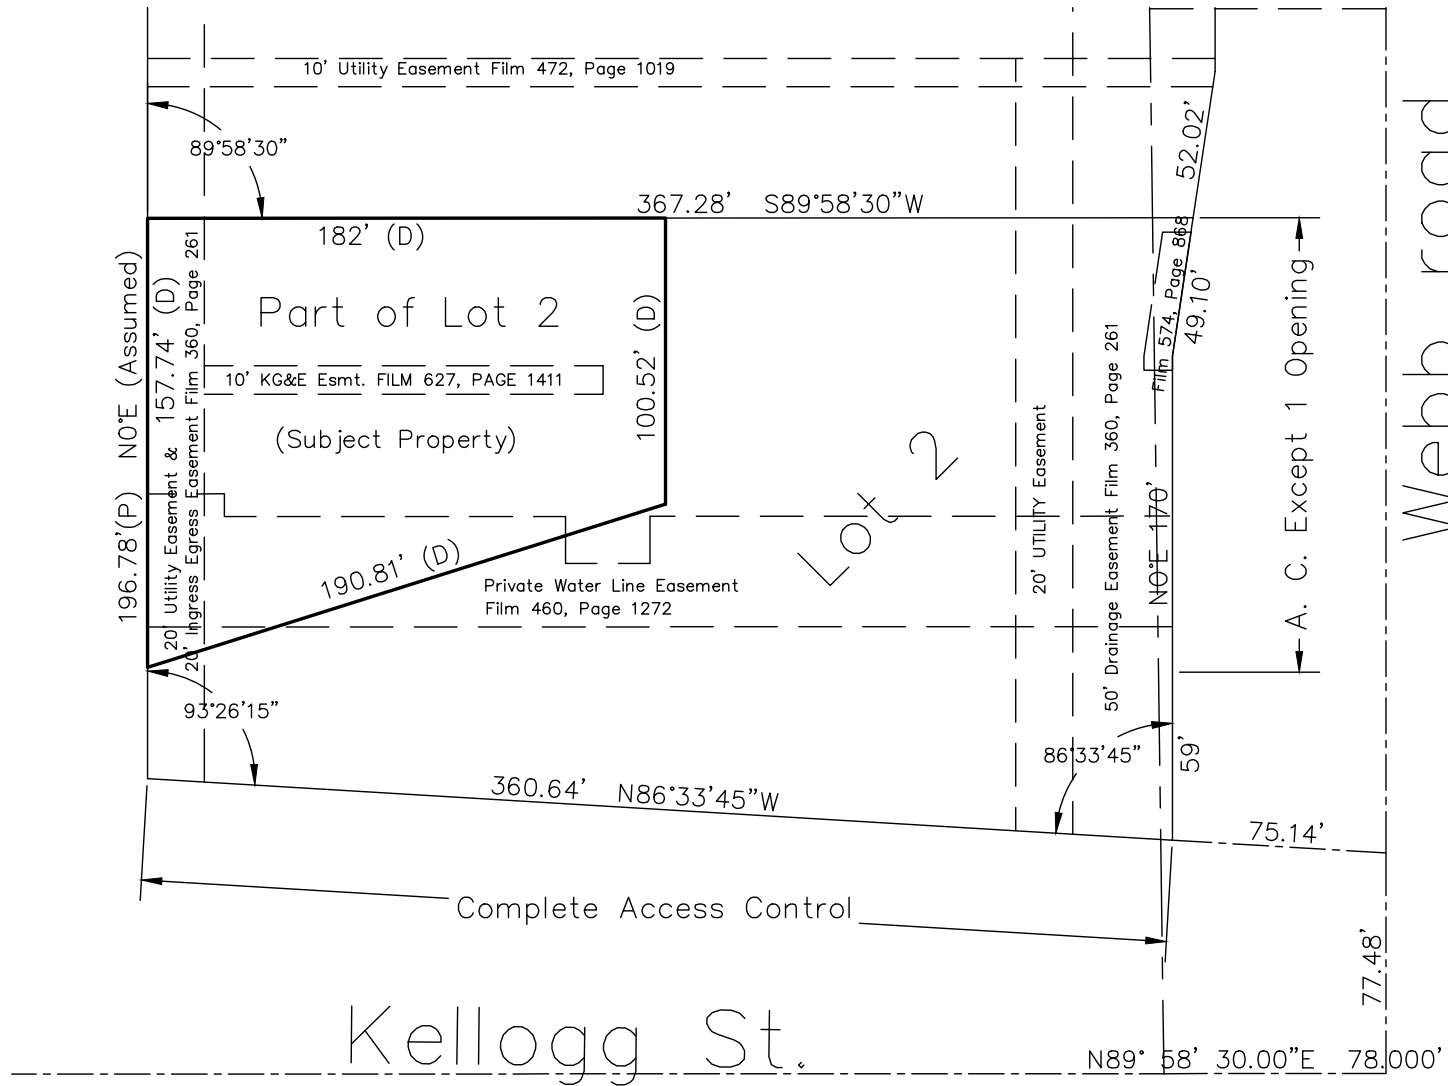 10' Utility Easement Film 472, Page 1019
89°58'30"
52.02'
Webb road
367.28' S89°58'30"W
182' (D)
Part of Lot 2
10' KG&E Esmt. FILM 627, PAGE 1411
(Subject Property)
N0°E (Assumed)
196.78'(P)
157.74' (D)
20' Utility Easement &
20' Ingress Egress Easement Film 360, Page 261
100.52' (D)
190.81' (D)
Private Water Line Easement
Film 460, Page 1272
Lot 2
20' UTILITY Easement
50' Drainage Easement Film 360, Page 261
Film 574, Page 868
49.10'
N0°E 170'
A. C. Except 1 Opening
93°26'15"
86°33'45"
59'
360.64' N86°33'45"W
75.14'
Complete Access Control
77.48'
Kellogg St.
N89° 58' 30.00"E 78.000'